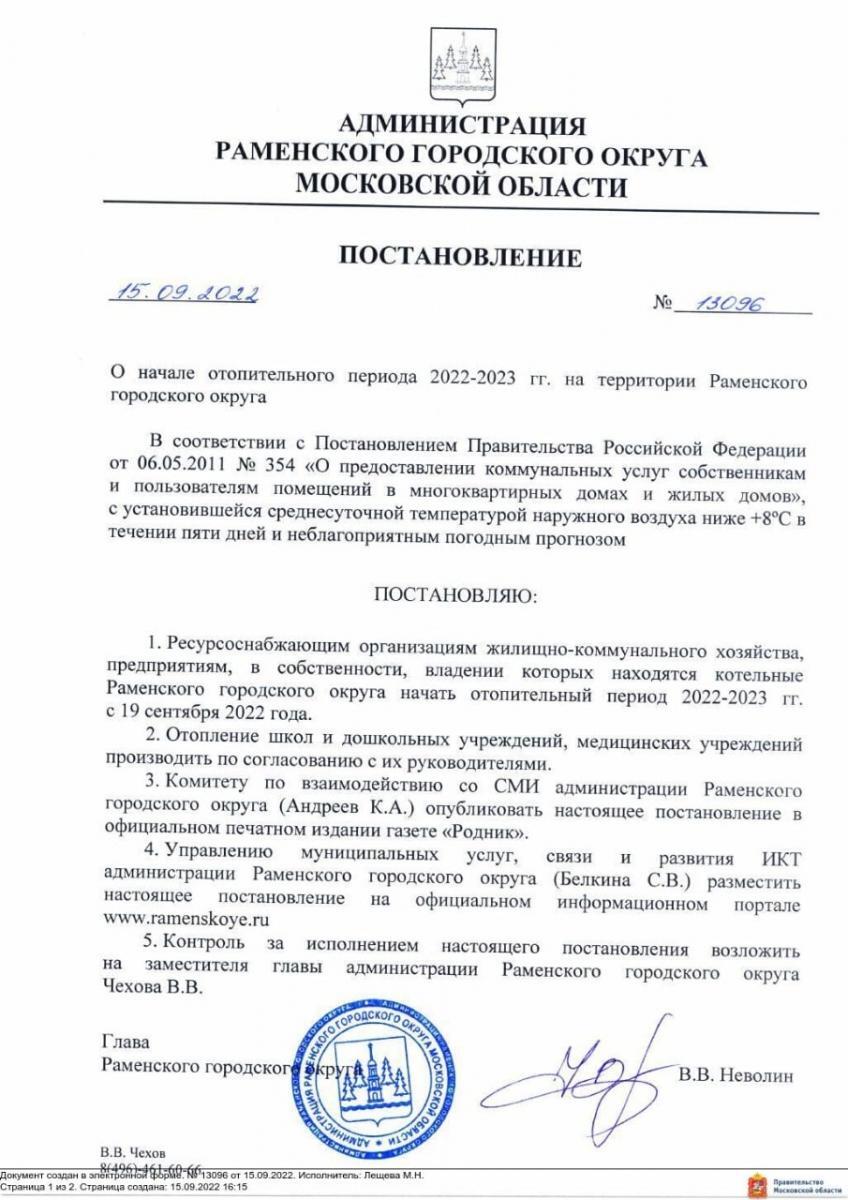 АДМИНИСТРАЦИЯ
РАМЕНСКОГО ГОРОДСКОГО ОКРУГА
МОСКОВСКОЙ ОБЛАСТИ
ПОСТАНОВЛЕНИЕ
15.09.2022 № 13096
О начале отопительного периода 2022-2023 гг. на территории Раменского
городского округа
В соответствии с Постановлением Правительства Российской Федерации
от 06.05.2011 № 354 «О предоставлении коммунальных услуг собственникам
и пользователям помещений в многоквартирных домах и жилых домов»,
с установившейся среднесуточной температурой наружного воздуха ниже +8ºС в
течении пяти дней и неблагоприятным погодным прогнозом
ПОСТАНОВЛЯЮ:
1. Ресурсоснабжающим организациям жилищно-коммунального хозяйства,
предприятиям, в собственности, владении которых находятся котельные
Раменского городского округа начать отопительный период 2022-2023 гг.
с 19 сентября 2022 года.
2. Отопление школ и дошкольных учреждений, медицинских учреждений
производить по согласованию с их руководителями.
3. Комитету по взаимодействию со СМИ администрации Раменского
городского округа (Андреев К.А.) опубликовать настоящее постановление в
официальном печатном издании газете «Родник».
4. Управлению муниципальных услуг, связи и развития ИКТ
администрации Раменского городского округа (Белкина С.В.) разместить
настоящее постановление на официальном информационном портале
www.ramenskoye.ru
5. Контроль за исполнением настоящего постановления возложить
на заместителя главы администрации Раменского городского округа
Чехова В.В.
Глава
Раменского городского округа
В.В. Неволин
АДМИНИСТРАЦИЯ РАМЕНСКОГО ГОРОДСКОГО ОКРУГА МОСКОВСКОЙ ОБЛАСТИ
В.В. Чехов
8(496)-461-60-66
Документ создан в электронной форме. № 13096 от 15.09.2022. Исполнитель: Лещева М.Н.
Страница 1 из 2. Страница создана: 15.09.2022 16:15
Правительство
Московской области